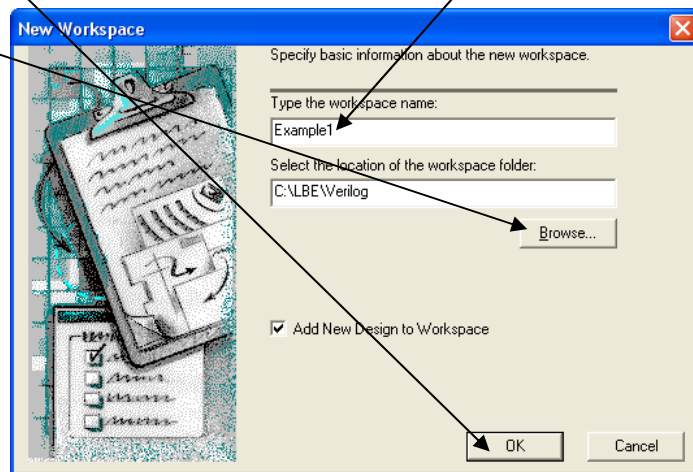 New Workspace
Specify basic information about the new workspace.
Type the workspace name:
Example1
Select the location of the workspace folder:
C:\LBE\Verilog
Browse...
Add New Design to Workspace
OK
Cancel